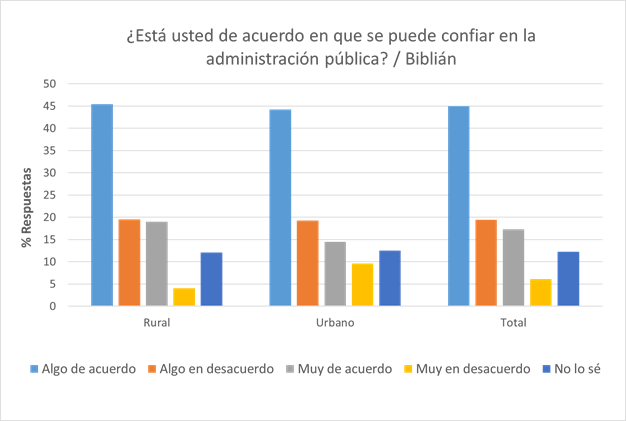 ¿Está usted de acuerdo en que se puede confiar en la
administración pública? / Biblián
% Respuestas
50
45
40
35
30
25
20
15
10
5
0
Rural Urbano Total
Algo de acuerdo Algo en desacuerdo Muy de acuerdo Muy en desacuerdo No lo sé